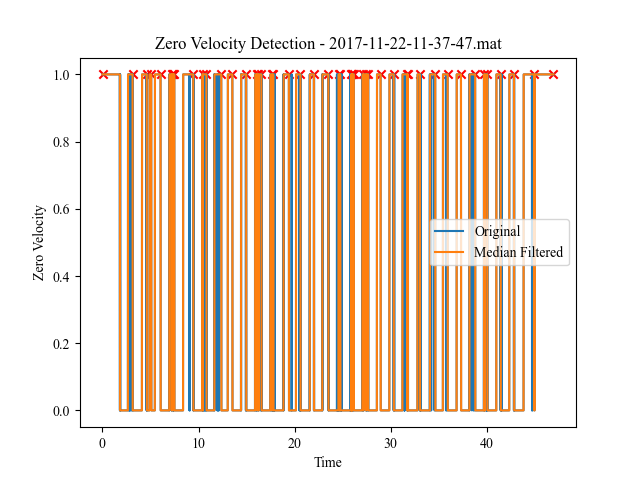 Zero Velocity Detection - 2017-11-22-11-37-47.mat
1.0
0.8
0.6
0.4
0.2
0.0
Zero Velocity
Original
Median Filtered
0
10
20
30
40
Time